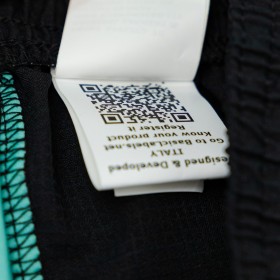 Designed & Developed
ITALY
Go to BasicLabels.net
Know your product
Register it